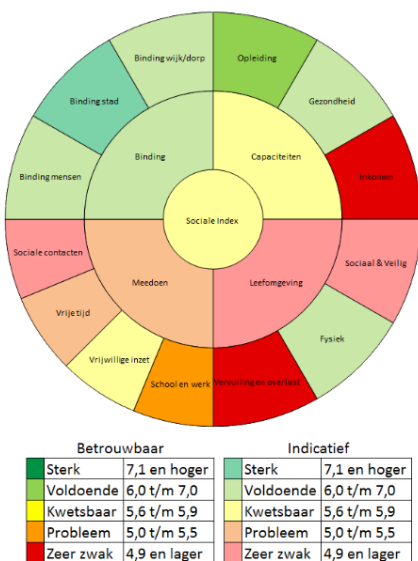 Binding wijk/dorp
Opleiding
Binding stad
Gezondheid
Binding
Capaciteiten
Binding mensen
Inkomen
Sociale Index
Sociale contacten
Meedoen
Leefomgeving
Sociaal & Veilig
Vrije tijd
Vrijwillige inzet
Fysiek
School en werk
Vervuiling en overlast
Betrouwbaar
Sterk 7,1 en hoger
Voldoende 6,0 t/m 7,0
Kwetsbaar 5,6 t/m 5,9
Probleem 5,0 t/m 5,5
Zeer zwak 4,9 en lager
Indicatief
Sterk 7,1 en hoger
Voldoende 6,0 t/m 7,0
Kwetsbaar 5,6 t/m 5,9
Probleem 5,0 t/m 5,5
Zeer zwak 4,9 en lager